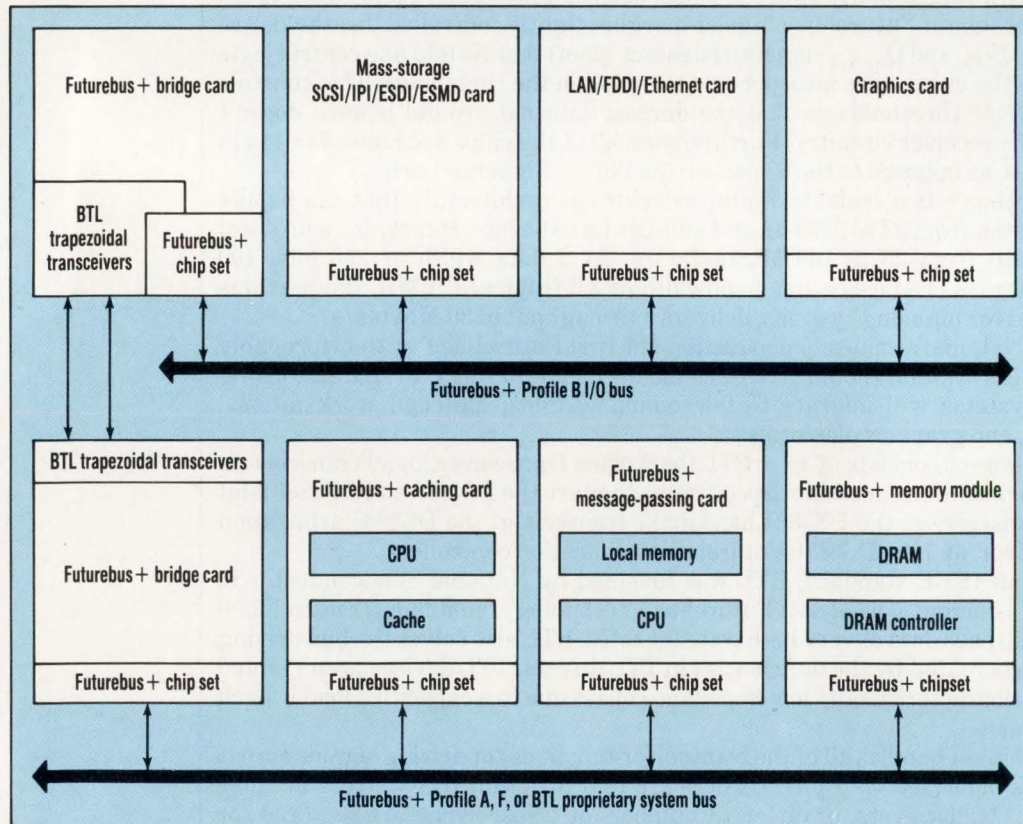 Futurebus+ bridge card
BTL
trapezoidal
transceivers
Futurebus+
chip set
Mass-storage
SCSI/IPI/ESDI/ESMD card
Futurebus+ chip set
LAN/FDDI/Ethernet card
Futurebus+ chip set
Graphics card
Futurebus+ chip set
Futurebus+ Profile B I/O bus
BTL trapezoidal transceivers
Futurebus+ bridge card
Futurebus+ chip set
Futurebus+ caching card
CPU
Cache
Futurebus+ chip set
Futurebus+
message-passing card
Local memory
CPU
Futurebus+ chip set
Futurebus+ memory module
DRAM
DRAM controller
Futurebus+ chipset
Futurebus+ Profile A, F, or BTL proprietary system bus